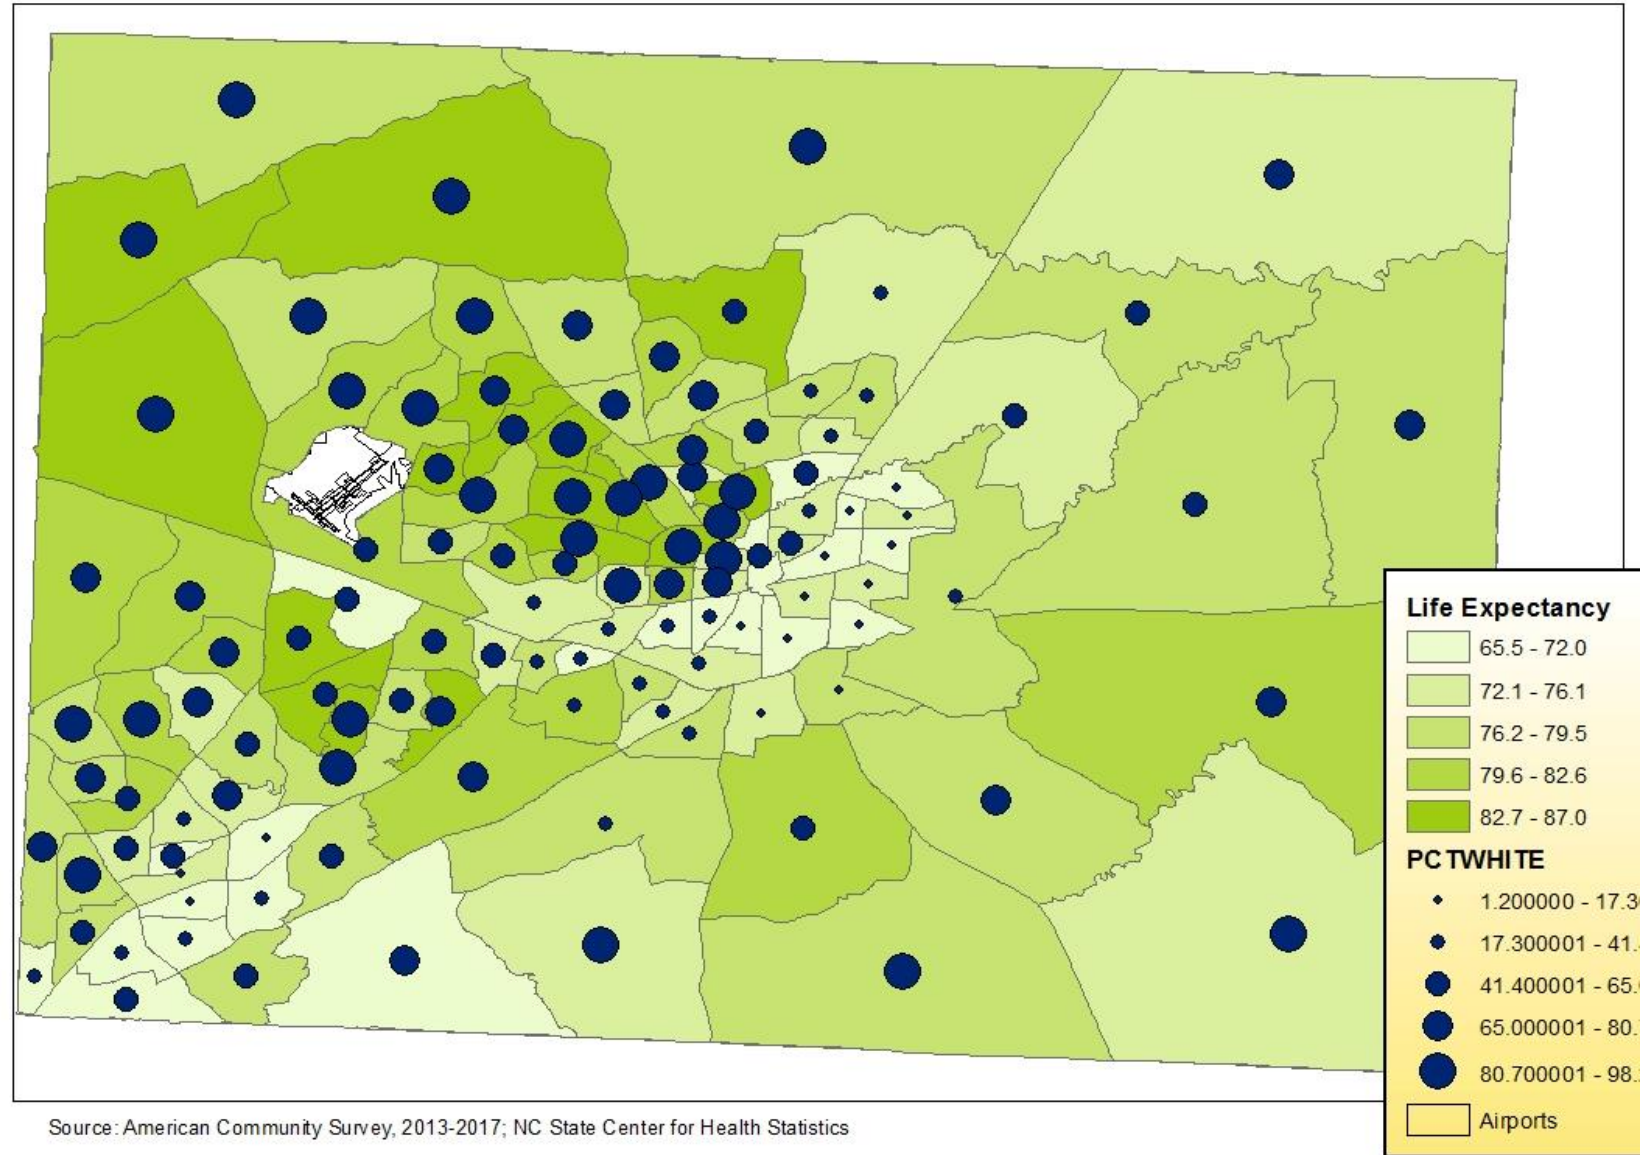 Life Expectancy
65.5 - 72.0
72.1 - 76.1
76.2 - 79.5
79.6 - 82.6
82.7 - 87.0
PCTWHITE
1.200000 - 17.30
17.300001 - 41.
41.400001 - 65.
65.000001 - 80.
80.700001 - 98.
Airports
Source: American Community Survey, 2013-2017; NC State Center for Health Statistics